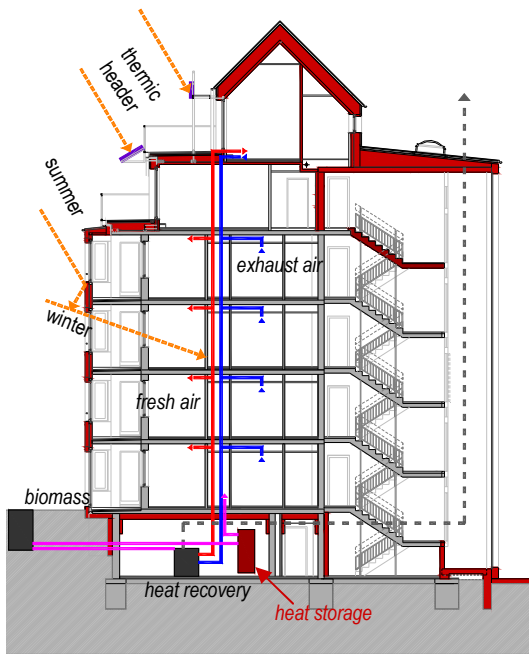 thermic
header
summer
exhaust air
winter
fresh air
biomass
heat recovery
heat storage